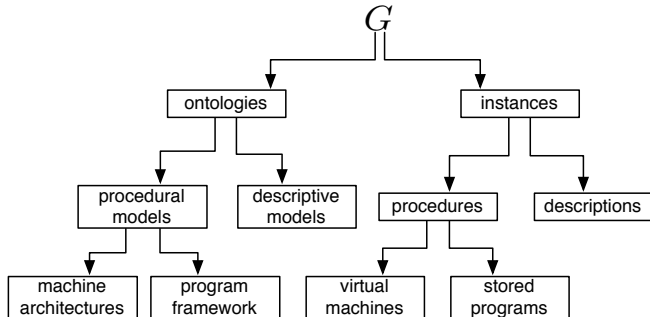 G
ontologies
instances
procedural
models
descriptive
models
procedures
descriptions
machine
architectures
program
framework
virtual
machines
stored
programs